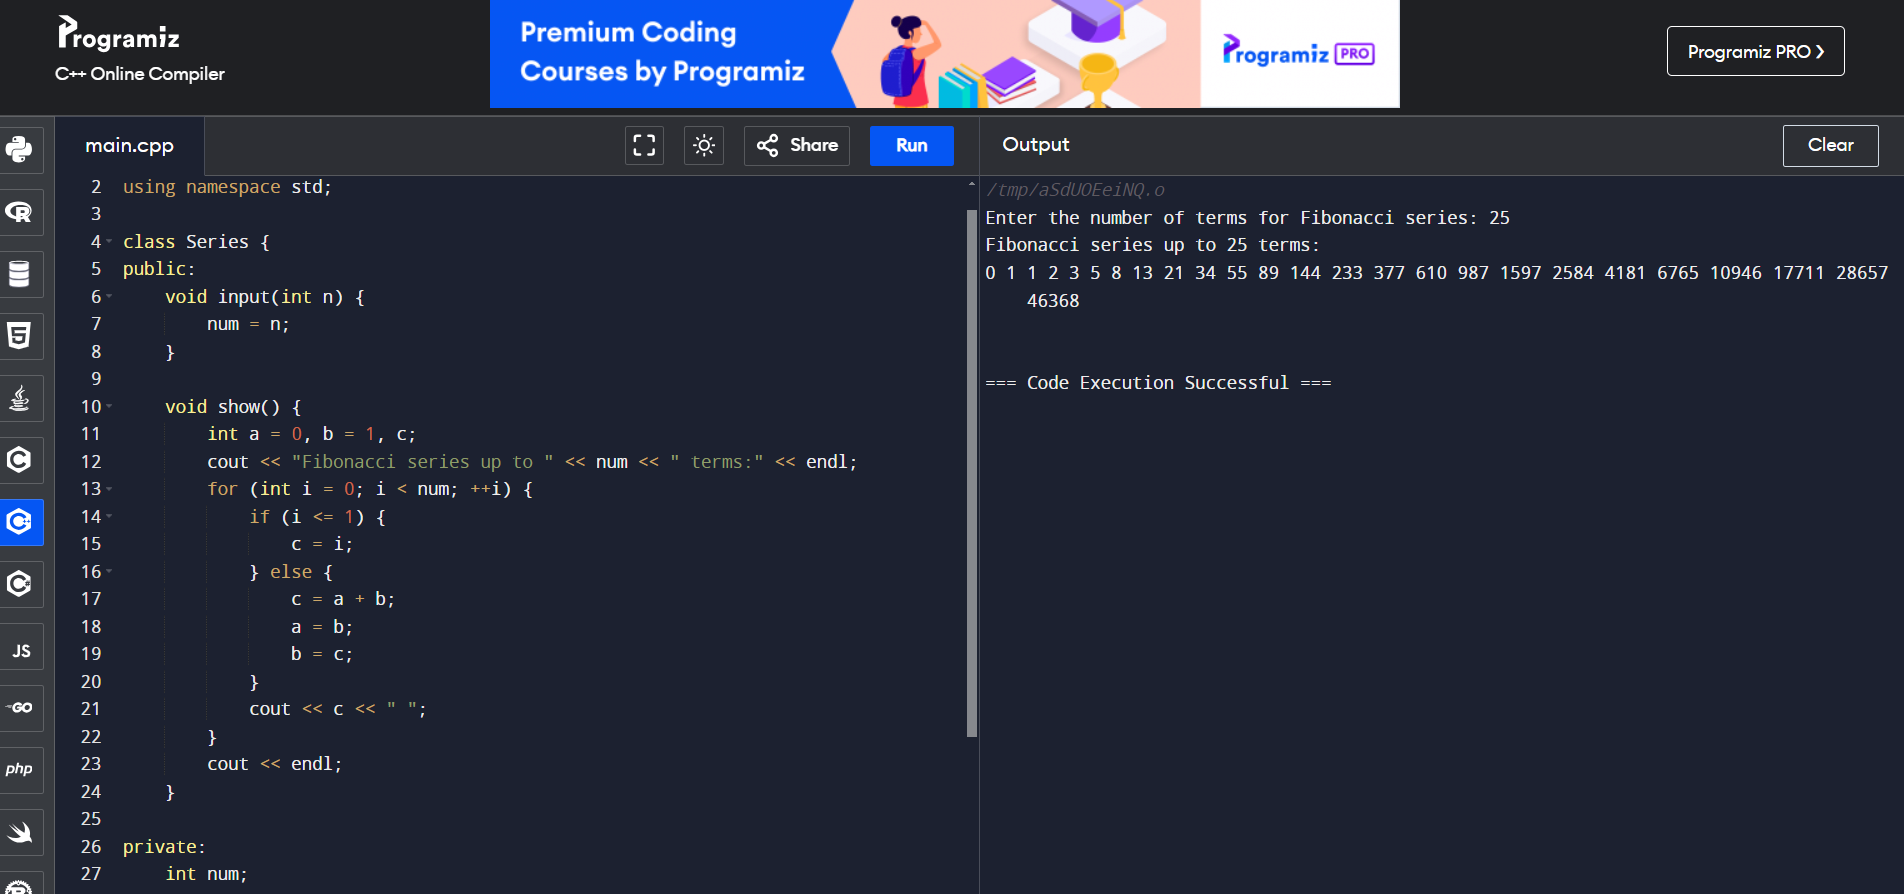 Programiz
C++ Online Compiler
Premium Coding
Courses by Programiz
Programiz PRO
Programiz PRO ❯
main.cpp
Share
Run
Output
Clear
2 using namespace std;
3
4 class Series {
5 public:
6     void input(int n) {
7         num = n;
8     }
9
10     void show() {
11         int a = 0, b = 1, c;
12         cout << "Fibonacci series up to " << num << " terms:" << endl;
13         for (int i = 0; i < num; ++i) {
14             if (i <= 1) {
15                 c = i;
16             } else {
17                 c = a + b;
18                 a = b;
19                 b = c;
20             }
21             cout << c << " ";
22         }
23         cout << endl;
24     }
25
26 private:
27     int num;
/tmp/aSdUOEeiNQ.o
Enter the number of terms for Fibonacci series: 25
Fibonacci series up to 25 terms:
0 1 1 2 3 5 8 13 21 34 55 89 144 233 377 610 987 1597 2584 4181 6765 10946 17711 28657
46368
=== Code Execution Successful ===
R
5
C
C++
C#
JS
GO
php